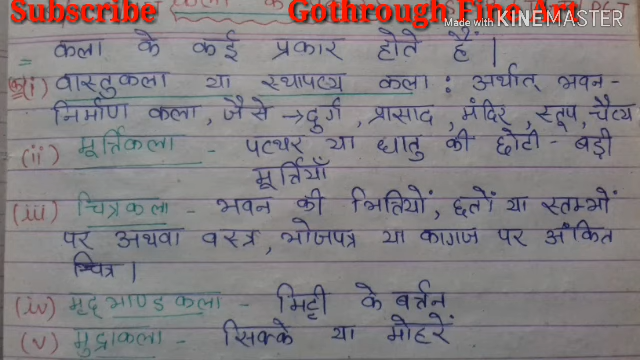 Subscribe Gothrough Fine Art
Made with KINEMASTER
कला के कई प्रकार होते हैं।
(i) वास्तुकला या स्थापत्य कला : अर्थात् भवन-
निर्माण कला, जैसे → दुर्ग, प्रासाद, मंदिर, स्तूप, चैत्य
(ii) मूर्तिकला - पत्थर या धातु की छोटी - बड़ी
मूर्तियाँ
(iii) चित्रकला - भवन की भित्तियों, छतों या स्तम्भों
पर अथवा वस्त्र, भोजपत्र या कागज पर अंकित
चित्र।
(iv) मृद्भाण्ड कला - मिट्टी के बर्तन
(v) मुद्राकला - सिक्के या मोहरें